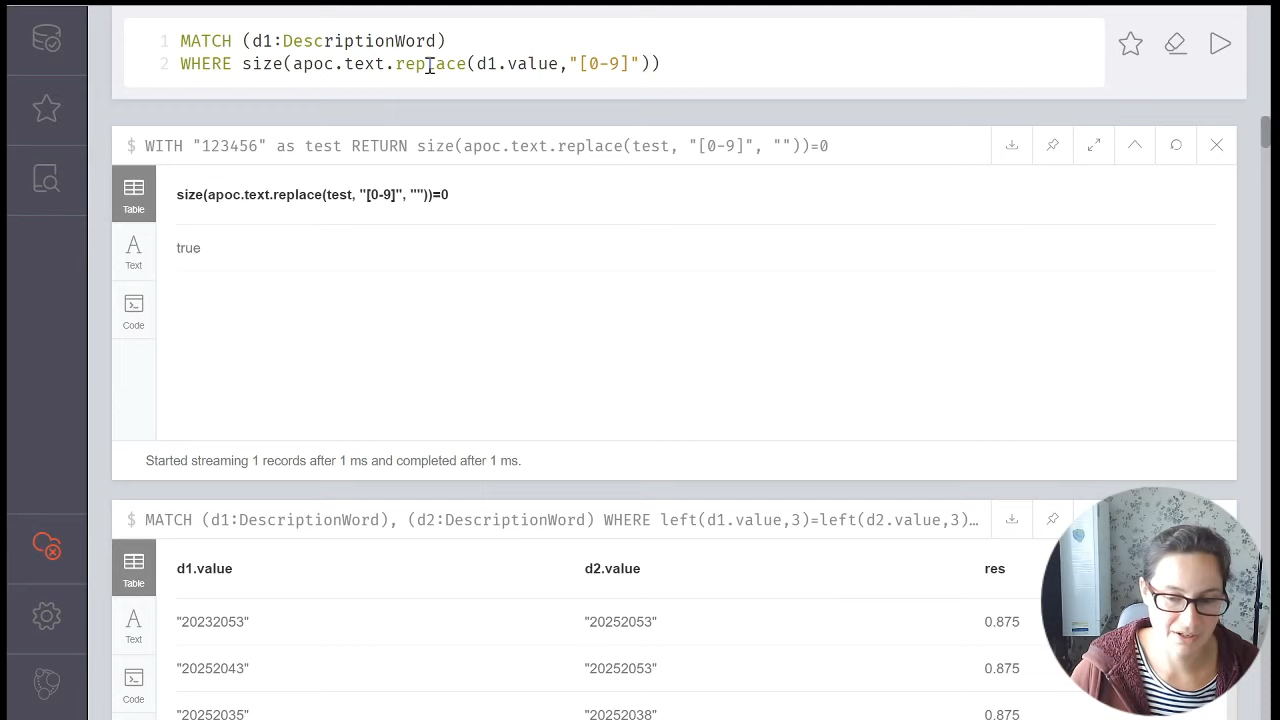 1 MATCH (d1:DescriptionWord)
2 WHERE size(apoc.text.replace(d1.value,"[0-9]"))
$ WITH "123456" as test RETURN size(apoc.text.replace(test, "[0-9]", ""))=0
Table
size(apoc.text.replace(test, "[0-9]", ""))=0
true
Text
Code
Started streaming 1 records after 1 ms and completed after 1 ms.
$ MATCH (d1:DescriptionWord), (d2:DescriptionWord) WHERE left(d1.value,3)=left(d2.value,3)…
Table
d1.value d2.value res
"20232053" "20252053" 0.875
Text
"20252043" "20252053" 0.875
Code
"20252035" "20252038" 0.875